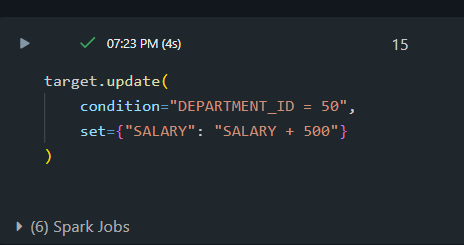 07:23 PM (4s)
15
target.update(
    condition="DEPARTMENT_ID = 50",
    set={"SALARY": "SALARY + 500"}
)
(6) Spark Jobs